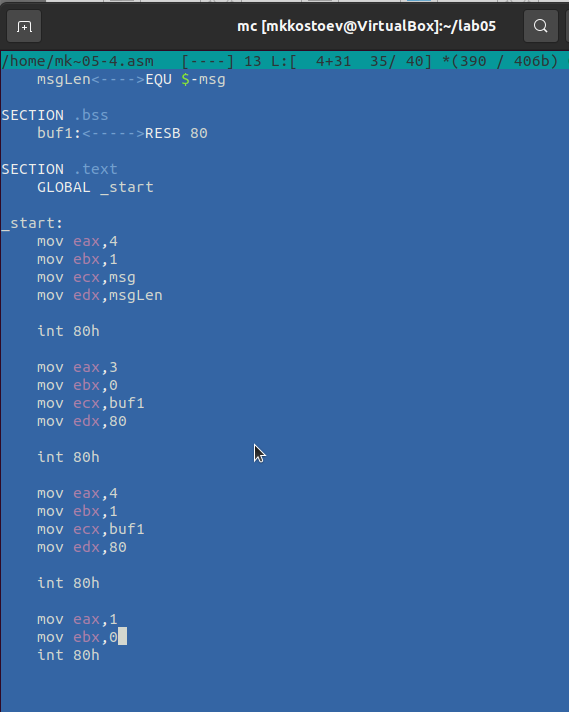 mc [mkkostoev@VirtualBox]:~/lab05
/home/mk~05-4.asm   [----] 13 L:[  4+31  35/ 40] *(390 / 406b)
    msgLen<---->EQU $-msg
SECTION .bss
    buf1:<----->RESB 80
SECTION .text
    GLOBAL _start
_start:
    mov eax,4
    mov ebx,1
    mov ecx,msg
    mov edx,msgLen
    int 80h
    mov eax,3
    mov ebx,0
    mov ecx,buf1
    mov edx,80
    int 80h
    mov eax,4
    mov ebx,1
    mov ecx,buf1
    mov edx,80
    int 80h
    mov eax,1
    mov ebx,0
    int 80h